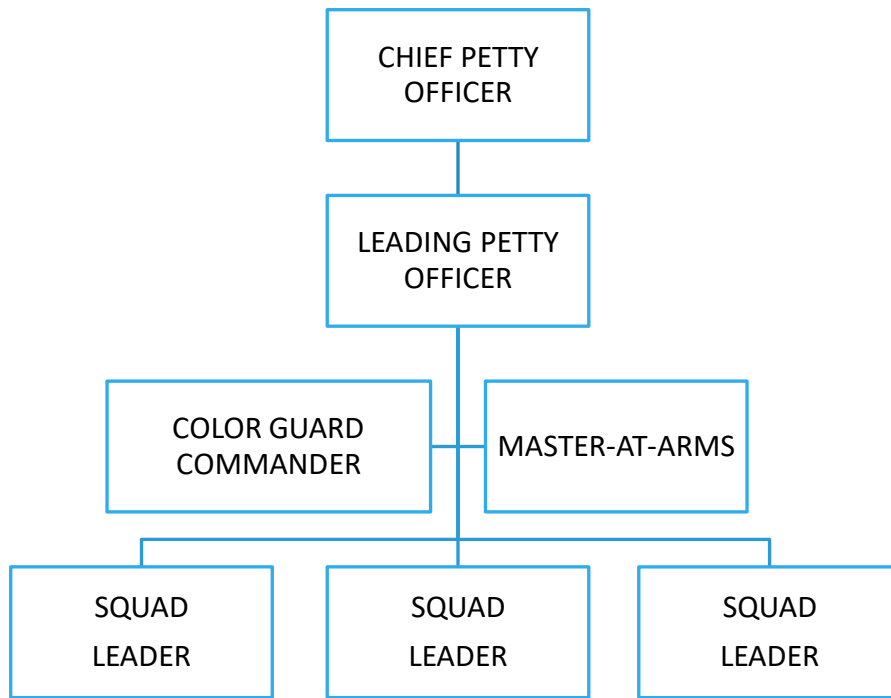 CHIEF PETTY
OFFICER
LEADING PETTY
OFFICER
COLOR GUARD
COMMANDER
MASTER-AT-ARMS
SQUAD
LEADER
SQUAD
LEADER
SQUAD
LEADER